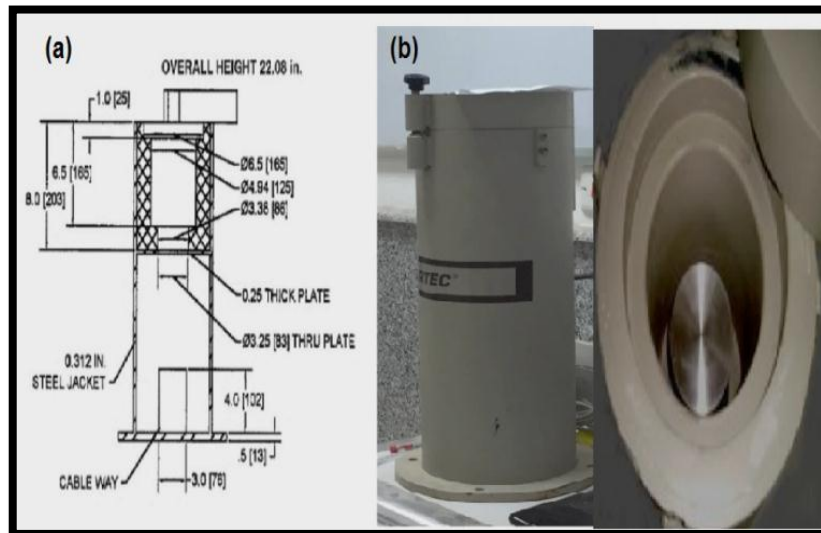 (a)
OVERALL HEIGHT 22.08 in.
1.0 [25]
6.5 [165]
8.0 [203]
Ø6.5 [165]
Ø4.94 [125]
Ø3.38 [86]
0.25 THICK PLATE
Ø3.25 [83] THRU PLATE
0.312 IN.
STEEL JACKET
4.0 [102]
.5 [13]
CABLE WAY
3.0 [76]
(b)
RTEC